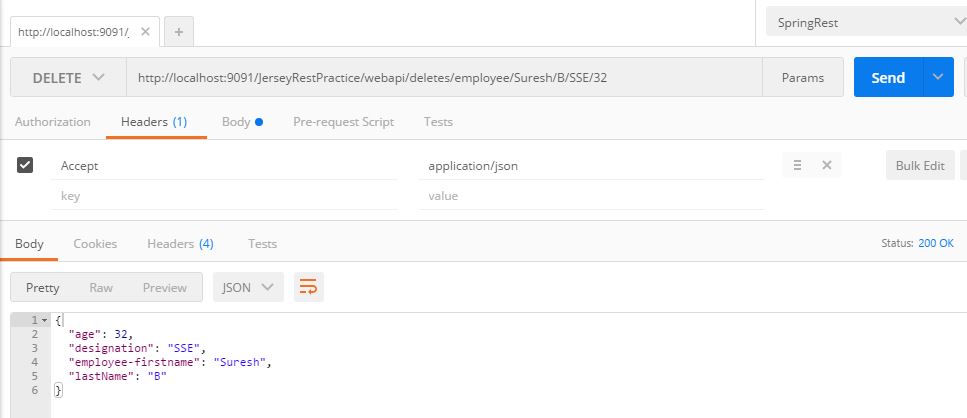 http://localhost:9091/J
SpringRest
DELETE http://localhost:9091/JerseyRestPractice/webapi/deletes/employee/Suresh/B/SSE/32 Params Send
Authorization Headers (1) Body Pre-request Script Tests
Accept application/json Bulk Edit
key value
Body Cookies Headers (4) Tests Status: 200 OK
Pretty Raw Preview JSON
1 {
2 "age": 32,
3 "designation": "SSE",
4 "employee-firstname": "Suresh",
5 "lastName": "B"
6 }